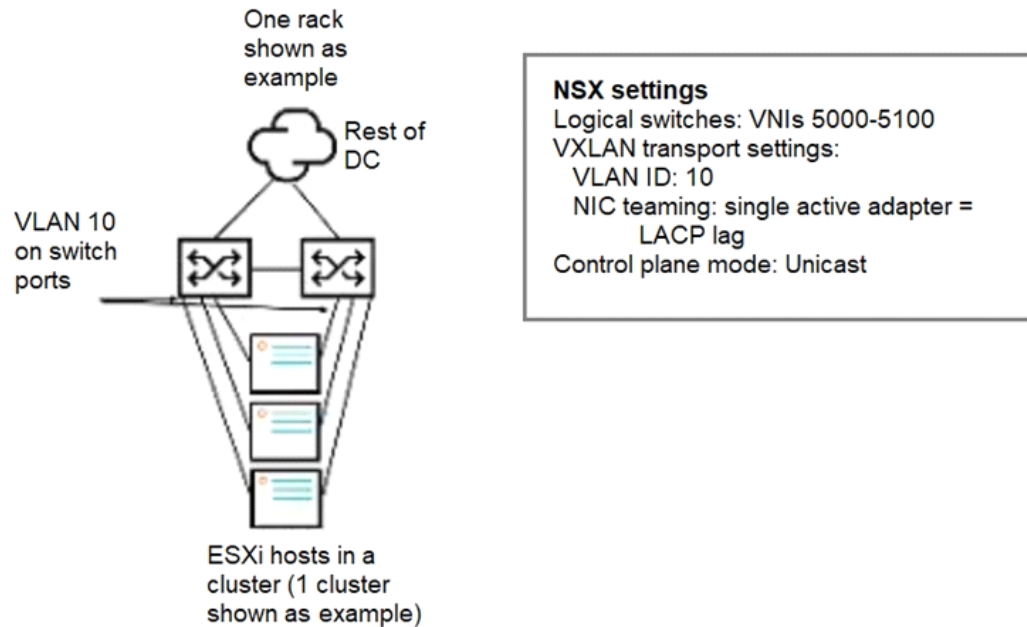 One rack
shown as
example
Rest of
DC
VLAN 10
on switch
ports
ESXi hosts in a
cluster (1 cluster
shown as example)
NSX settings
Logical switches: VNIs 5000-5100
VXLAN transport settings:
VLAN ID: 10
NIC teaming: single active adapter =
LACP lag
Control plane mode: Unicast